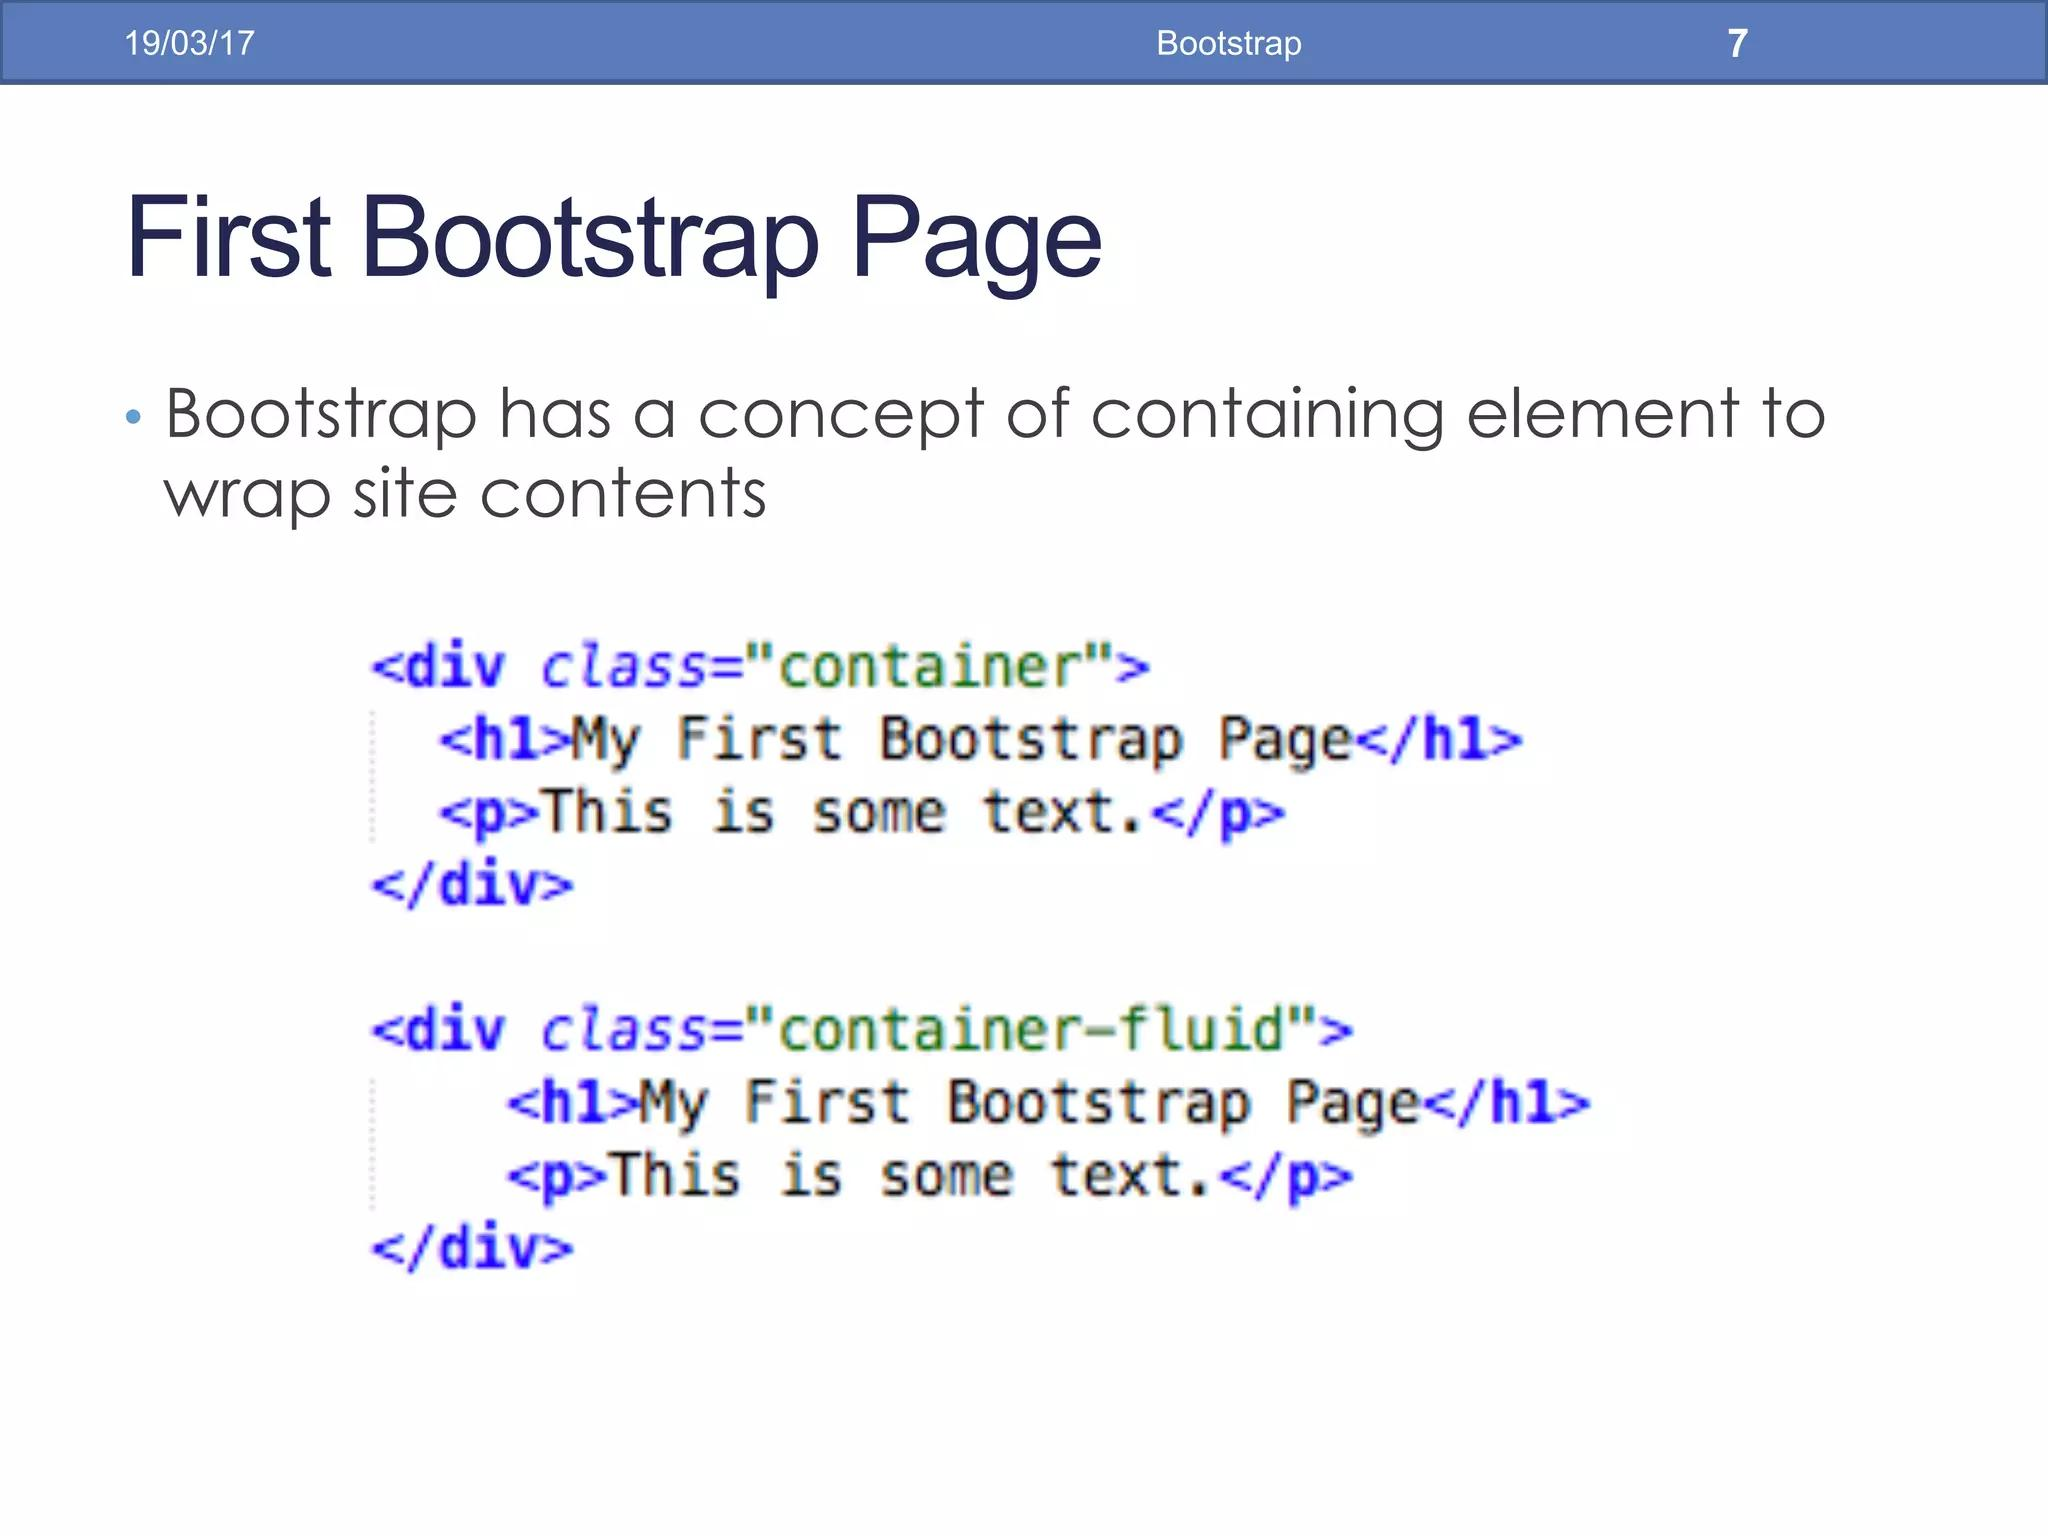 19/03/17 Bootstrap 7
First Bootstrap Page
• Bootstrap has a concept of containing element to
wrap site contents
<div class="container">
<h1>My First Bootstrap Page</h1>
<p>This is some text.</p>
</div>
<div class="container-fluid">
<h1>My First Bootstrap Page</h1>
<p>This is some text.</p>
</div>